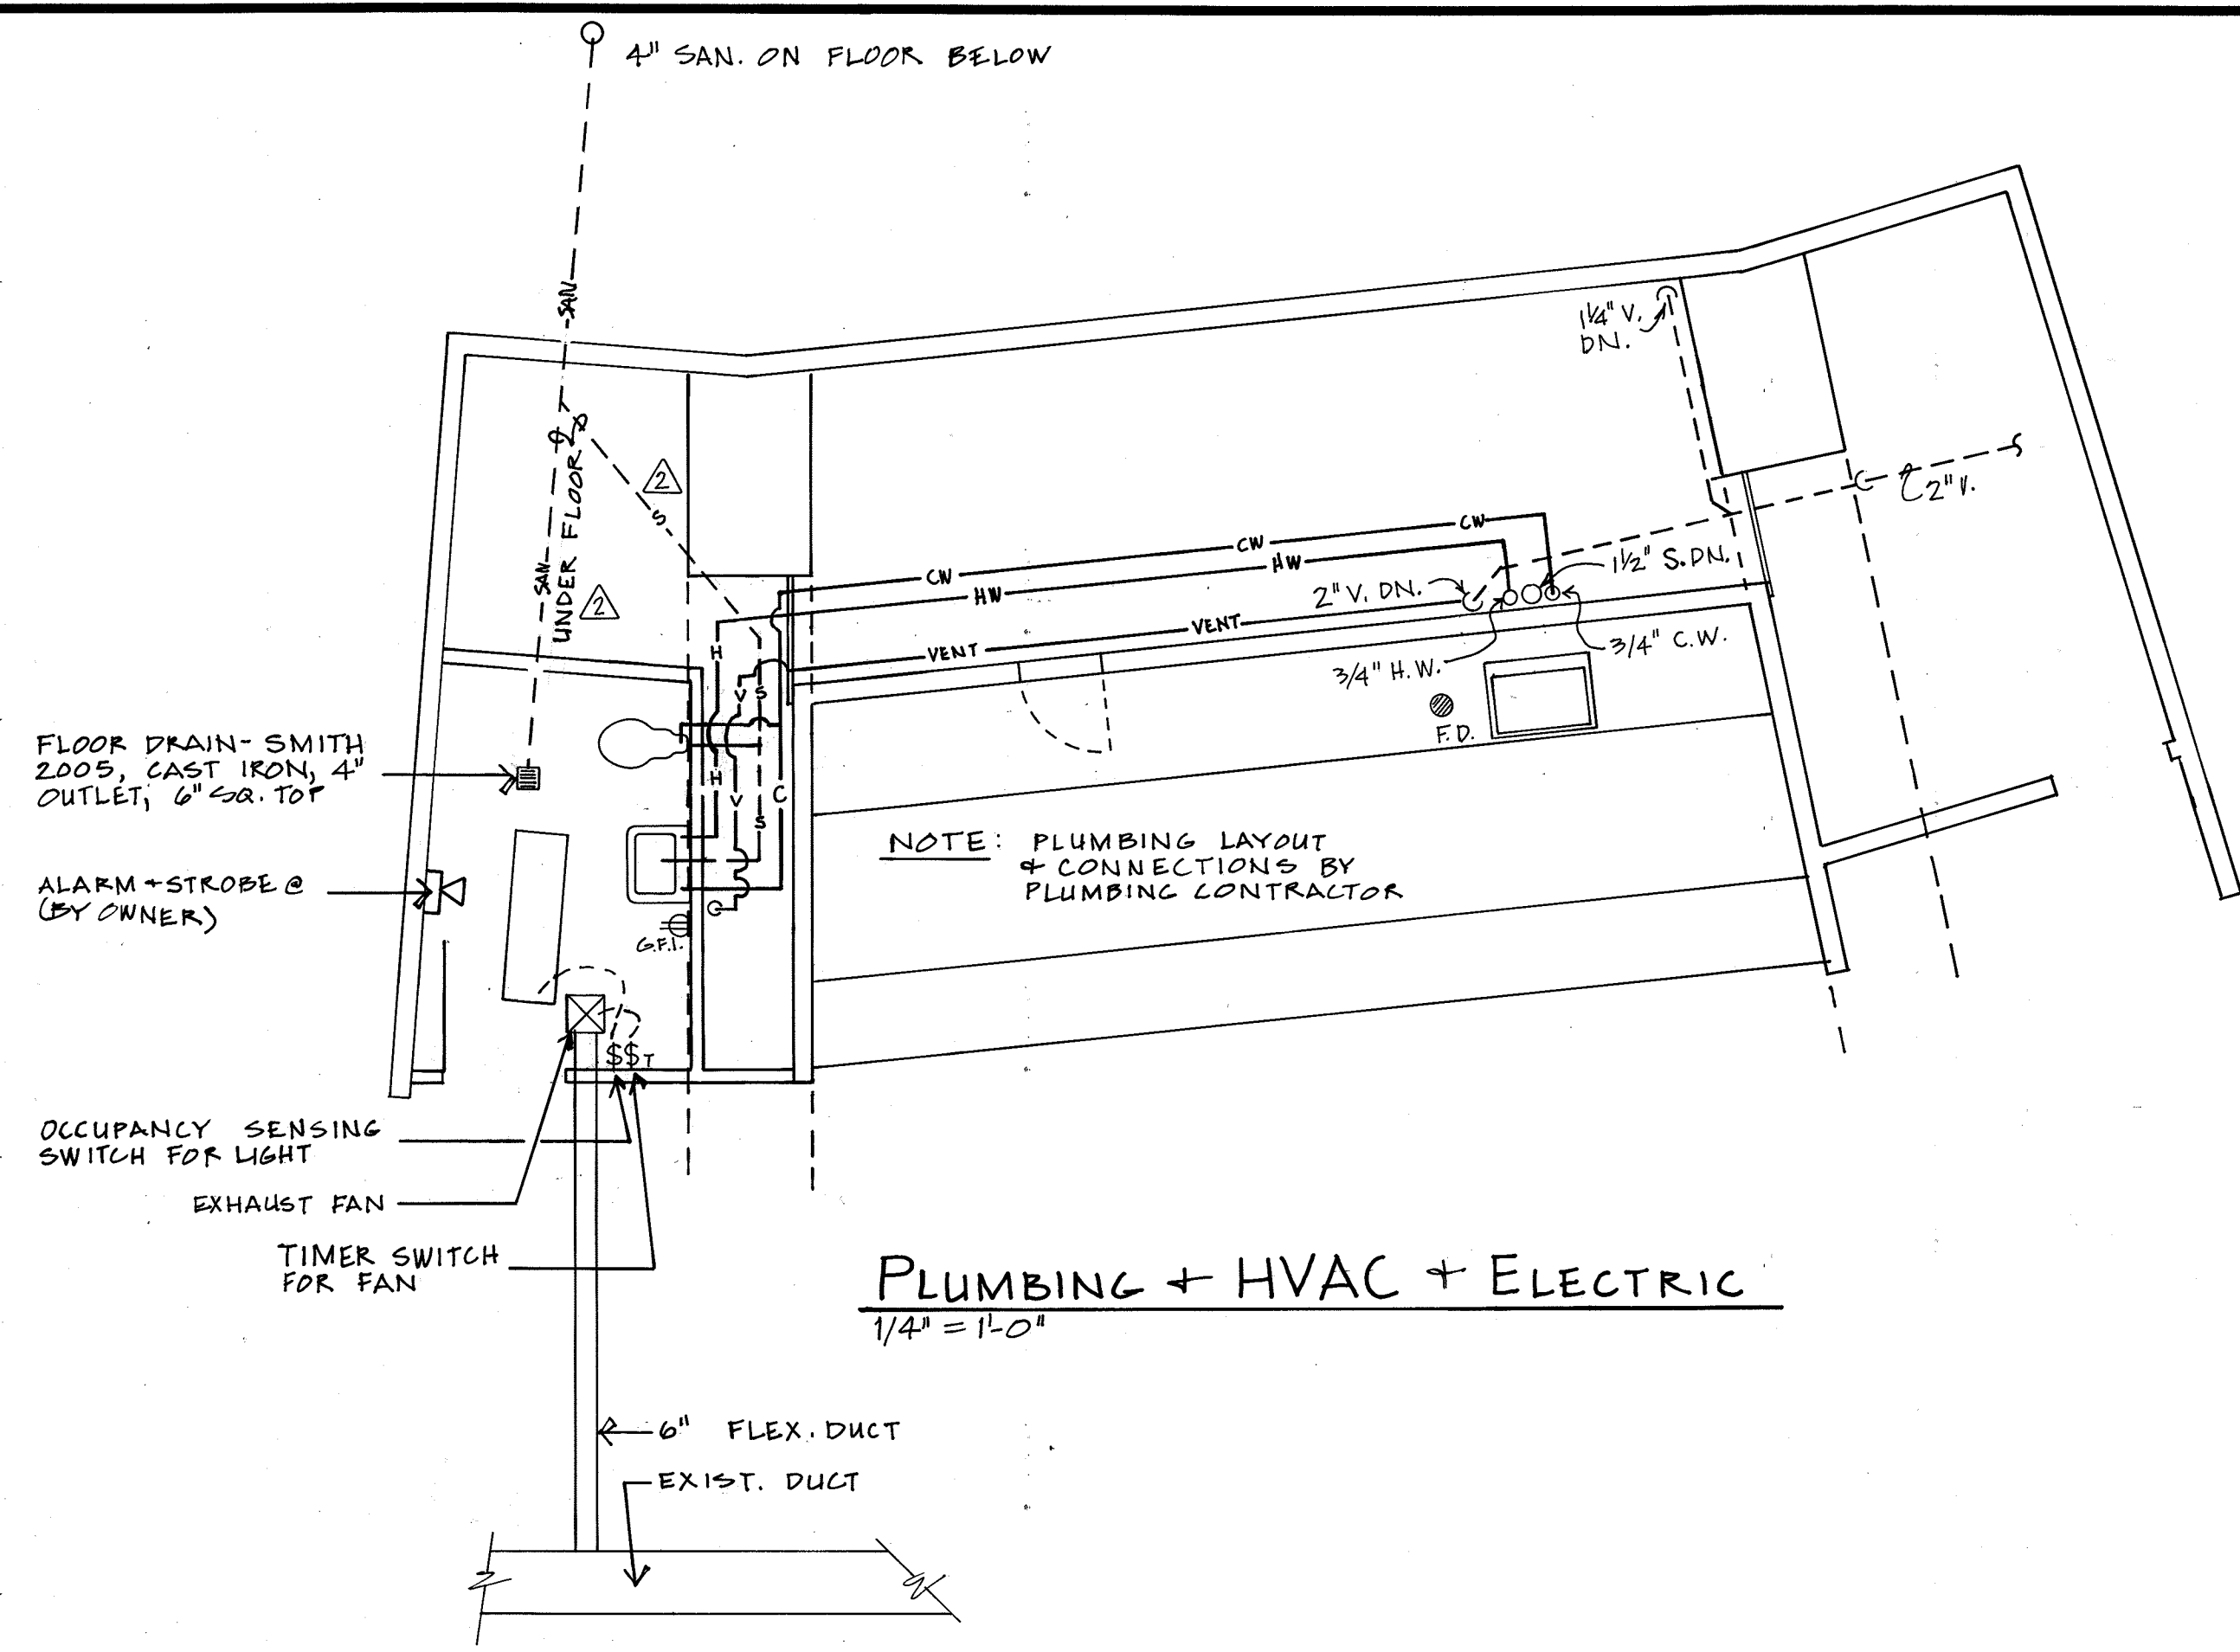 4" SAN. ON FLOOR BELOW
SAN
1¼" V.
DN.
2
S
UNDER FLOOR
SAN
2
2" V.
CW
CW
CW
HW
HW
1½" S. DN.
2" V. DN.
VENT
VENT
3/4" C.W.
3/4" H.W.
F.D.
H
V
S
H
V
C
S
FLOOR DRAIN - SMITH
2005, CAST IRON, 4"
OUTLET, 6" SQ. TOP
NOTE: PLUMBING LAYOUT
+ CONNECTIONS BY
PLUMBING CONTRACTOR
ALARM + STROBE @
(BY OWNER)
G.F.I.
$$T
OCCUPANCY SENSING
SWITCH FOR LIGHT
EXHAUST FAN
TIMER SWITCH
FOR FAN
PLUMBING + HVAC + ELECTRIC
1/4" = 1'-0"
6" FLEX. DUCT
EXIST. DUCT